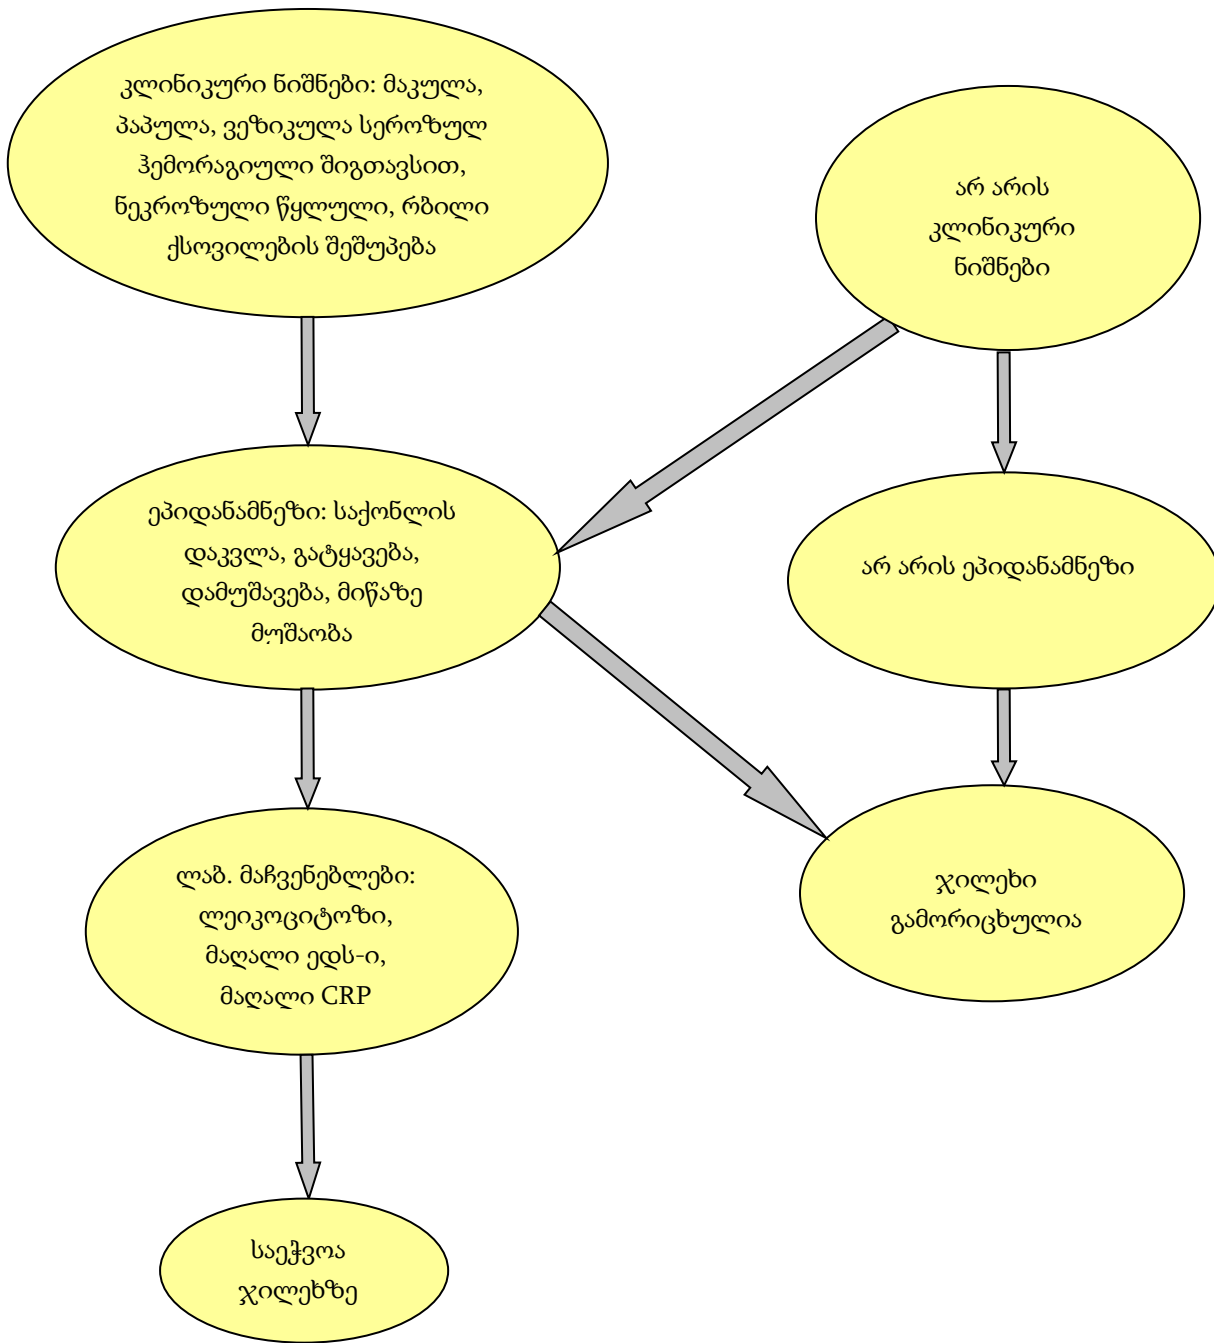 კლინიკური ნიშნები: მაკულა,
პაპულა, ვეზიკულა სეროზულ
ჰემორაგიული შიგთავსით,
ნეკროზული წყლული, რბილი
ქსოვილების შეშუპება
არ არის
კლინიკური
ნიშნები
ეპიდანამნეზი: საქონლის
დაკვლა, გატყავება,
დამუშავება, მიწაზე
მუშაობა
არ არის ეპიდანამნეზი
ლაბ. მაჩვენებლები:
ლეიკოციტოზი,
მაღალი ედს-ი,
მაღალი CRP
ჯილეხი
გამორიცხულია
საეჭვოა
ჯილეხზე